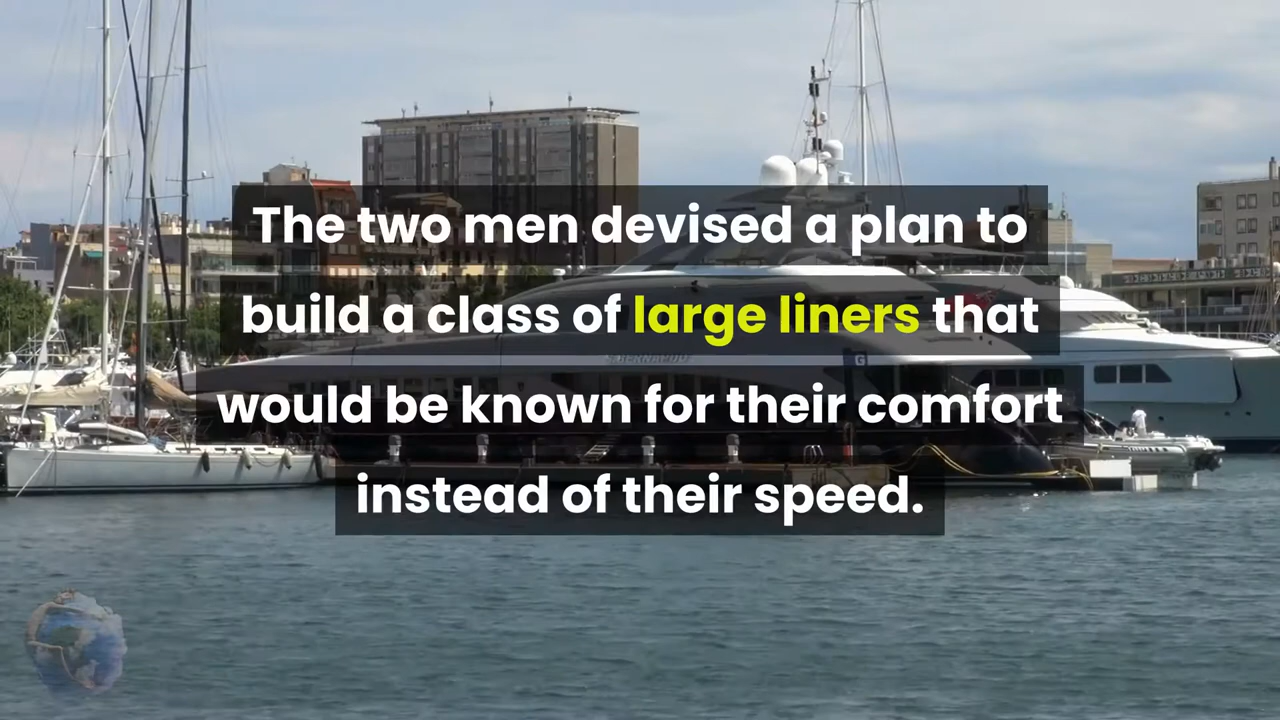 The two men devised a plan to
build a class of large liners that
would be known for their comfort
instead of their speed.